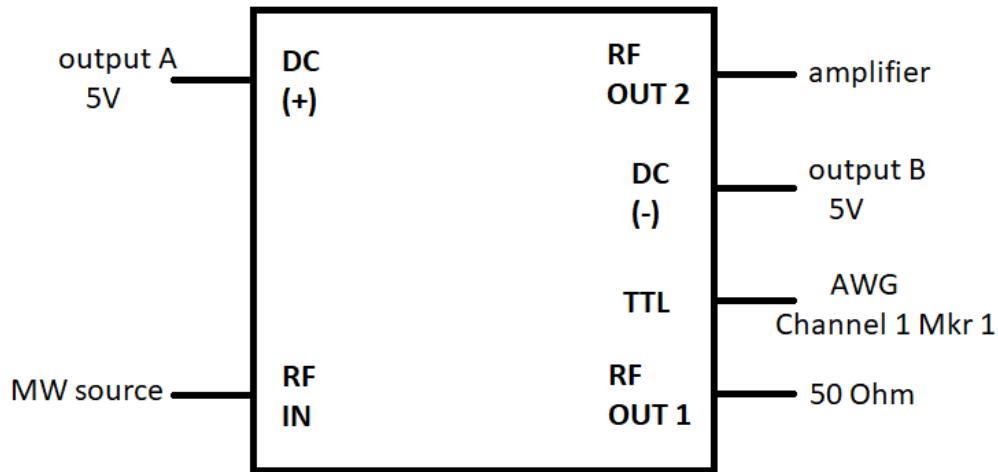 output A
5V
DC
(+)
RF
OUT 2
amplifier
DC
(-)
output B
5V
TTL
AWG
Channel 1 Mkr 1
MW source
RF
IN
RF
OUT 1
50 Ohm